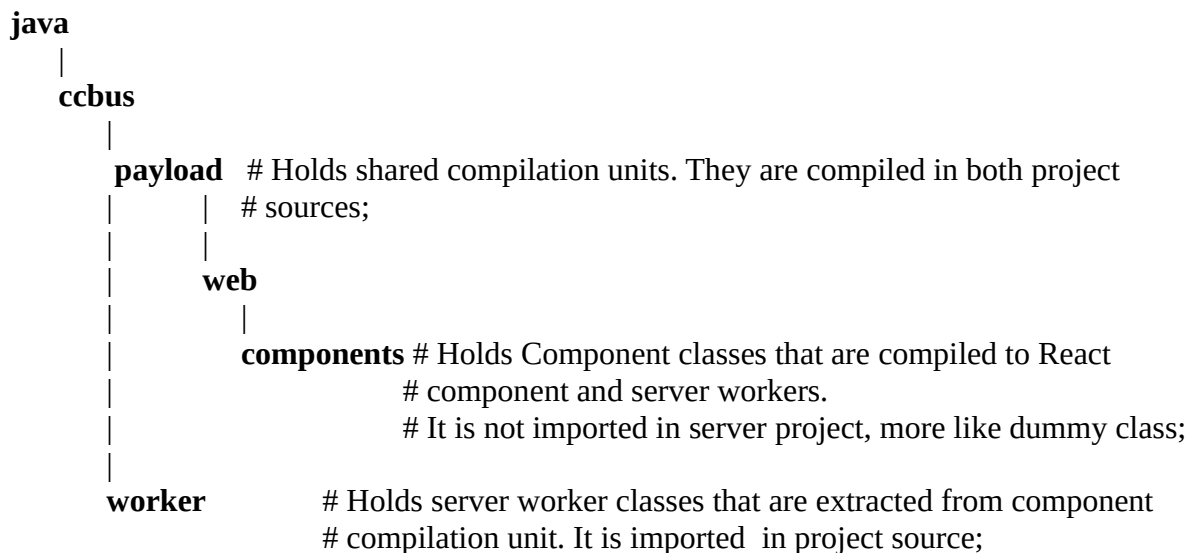 java
|
ccbus
|
payload # Holds shared compilation units. They are compiled in both project
| | # sources;
| |
| web
| |
| components # Holds Component classes that are compiled to React
| # component and server workers.
| # It is not imported in server project, more like dummy class;
|
worker # Holds server worker classes that are extracted from component
# compilation unit. It is imported in project source;